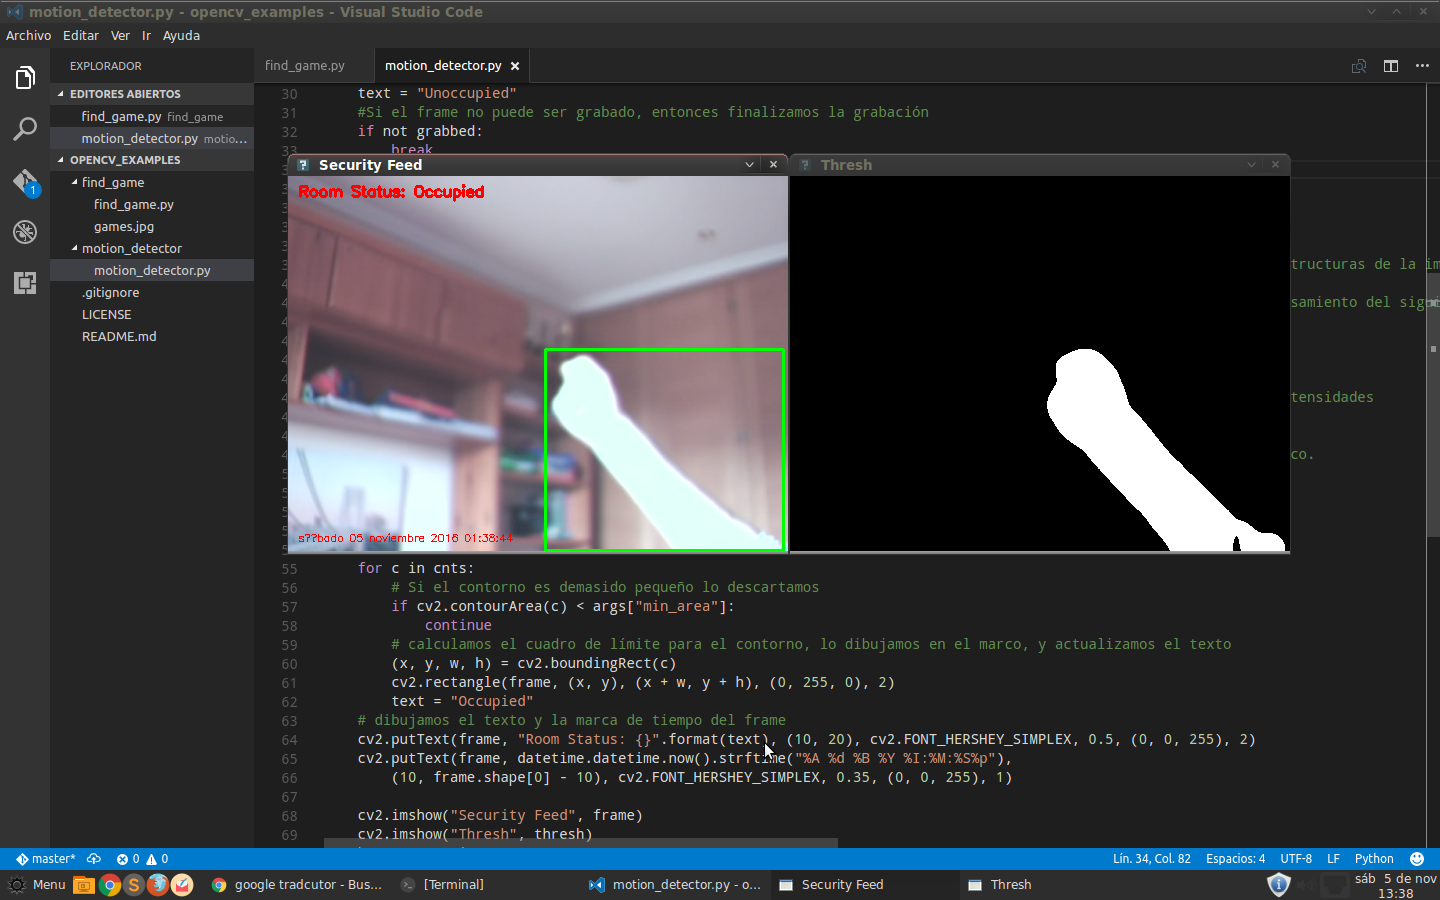 motion_detector.py - opencv_examples - Visual Studio Code
Archivo Editar Ver Ir Ayuda
EXPLORADOR
EDITORES ABIERTOS
find_game.py find_game
motion_detector.py motio...
OPENCV_EXAMPLES
find_game
find_game.py
games.jpg
motion_detector
motion_detector.py
.gitignore
LICENSE
README.md
1
find_game.py motion_detector.py
30 text = "Unoccupied"
31 #Si el frame no puede ser grabado, entonces finalizamos la grabación
32 if not grabbed:
33 break
Security Feed
Room Status: Occupied
s??bado 05 noviembre 2016 01:38:44
Thresh
tructuras de la im
samiento del sig
tensidades
co.
55 for c in cnts:
56 # Si el contorno es demasido pequeño lo descartamos
57 if cv2.contourArea(c) < args["min_area"]:
58 continue
59 # calculamos el cuadro de límite para el contorno, lo dibujamos en el marco, y actualizamos el texto
60 (x, y, w, h) = cv2.boundingRect(c)
61 cv2.rectangle(frame, (x, y), (x + w, y + h), (0, 255, 0), 2)
62 text = "Occupied"
63 # dibujamos el texto y la marca de tiempo del frame
64 cv2.putText(frame, "Room Status: {}".format(text), (10, 20), cv2.FONT_HERSHEY_SIMPLEX, 0.5, (0, 0, 255), 2)
65 cv2.putText(frame, datetime.datetime.now().strftime("%A %d %B %Y %I:%M:%S%p"),
66 (10, frame.shape[0] - 10), cv2.FONT_HERSHEY_SIMPLEX, 0.35, (0, 0, 255), 1)
67
68 cv2.imshow("Security Feed", frame)
69 cv2.imshow("Thresh", thresh)
master* 0 0 Lín. 34, Col. 82 Espacios: 4 UTF-8 LF Python
Menu google tradcutor - Bus... [Terminal] motion_detector.py - o... Security Feed Thresh sáb 5 de nov
13:38